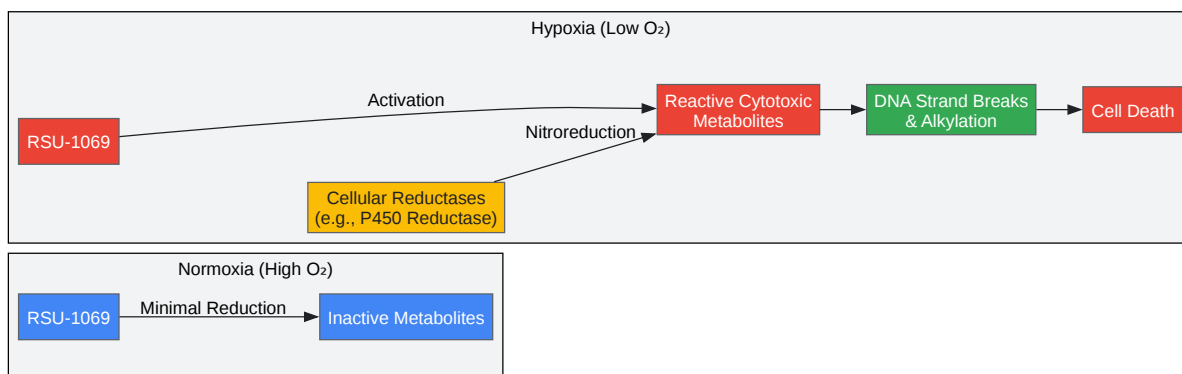 Hypoxia (Low O₂)
RSU-1069
Activation
Nitroreduction
Cellular Reductases
(e.g., P450 Reductase)
Reactive Cytotoxic
Metabolites
DNA Strand Breaks
& Alkylation
Cell Death
Normoxia (High O₂)
RSU-1069
Minimal Reduction
Inactive Metabolites